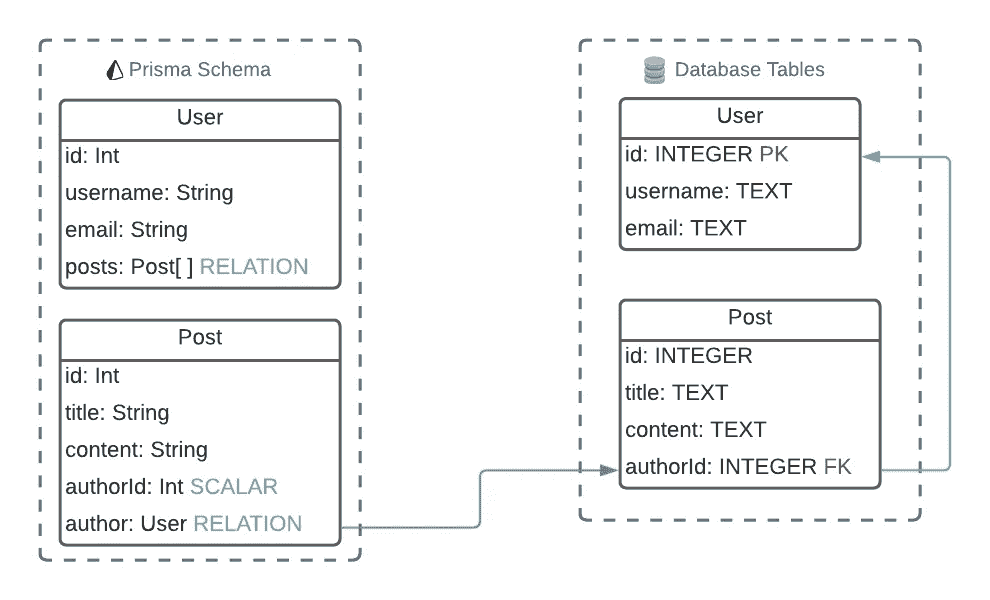 Prisma Schema
User
id: Int
username: String
email: String
posts: Post[ ] RELATION
Post
id: Int
title: String
content: String
authorId: Int SCALAR
author: User RELATION
Database Tables
User
id: INTEGER PK
username: TEXT
email: TEXT
Post
id: INTEGER
title: TEXT
content: TEXT
authorId: INTEGER FK